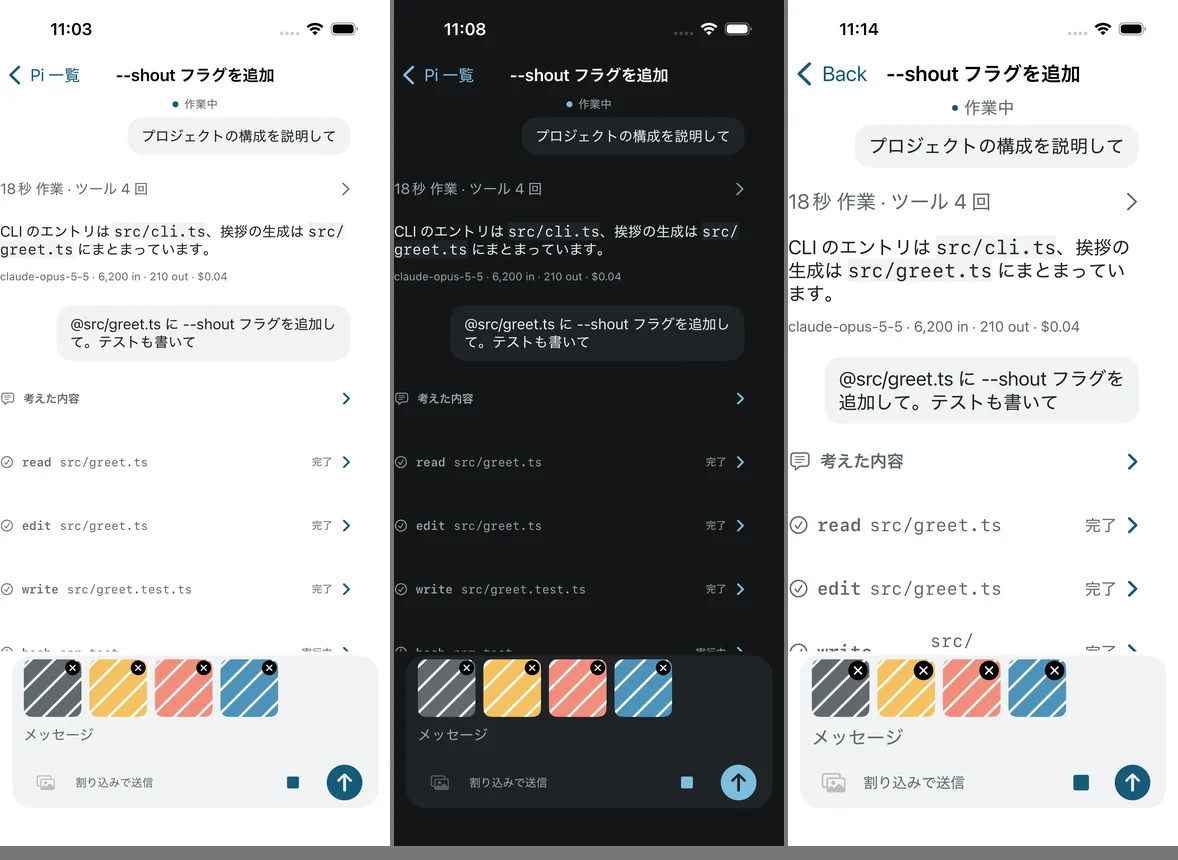 11:03
Pi 一覧
--shout フラグを追加
作業中
プロジェクトの構成を説明して
18秒 作業 · ツール 4 回
CLI のエントリは src/cli.ts、挨拶の生成は src/
greet.ts にまとまっています。
claude-opus-5-5 · 6,200 in · 210 out · $0.04
@src/greet.ts に --shout フラグを追加し
て。テストも書いて
考えた内容
read src/greet.ts 完了
edit src/greet.ts 完了
write src/greet.test.ts 完了
メッセージ
割り込みで送信
11:08
Pi 一覧
--shout フラグを追加
作業中
プロジェクトの構成を説明して
18秒 作業 · ツール 4 回
CLI のエントリは src/cli.ts、挨拶の生成は src/
greet.ts にまとまっています。
claude-opus-5-5 · 6,200 in · 210 out · $0.04
@src/greet.ts に --shout フラグを追加し
て。テストも書いて
考えた内容
read src/greet.ts 完了
edit src/greet.ts 完了
write src/greet.test.ts 完了
メッセージ
割り込みで送信
11:14
Back
--shout フラグを追加
作業中
プロジェクトの構成を説明して
18秒 作業 · ツール 4 回
CLI のエントリは src/cli.ts、挨拶の
生成は src/greet.ts にまとまってい
ます。
claude-opus-5-5 · 6,200 in · 210 out · $0.04
@src/greet.ts に --shout フラグを
追加して。テストも書いて
考えた内容
read src/greet.ts 完了
edit src/greet.ts 完了
src/
メッセージ
割り込みで送信